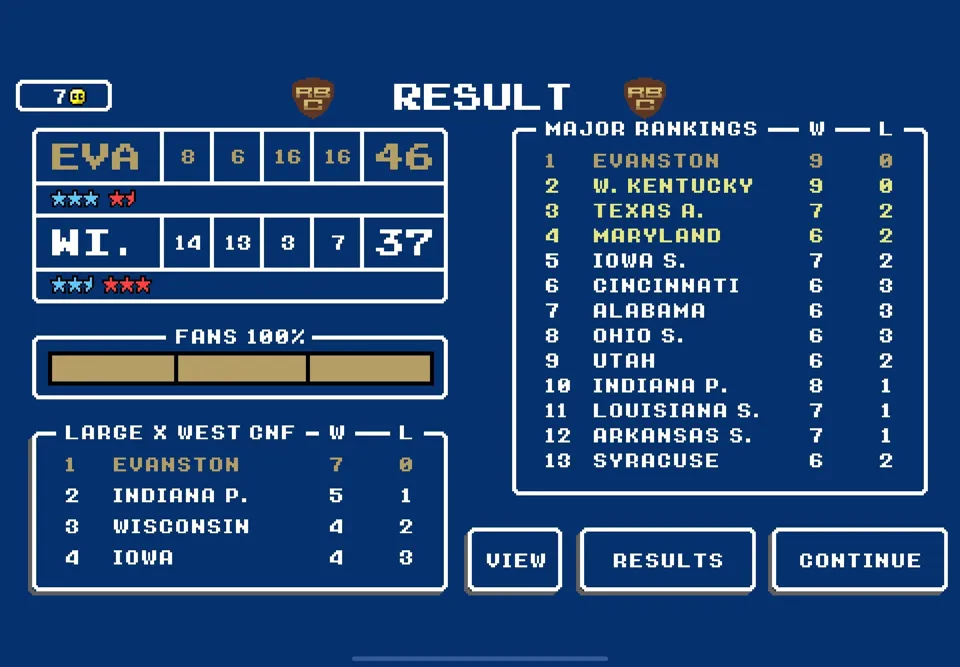 7
RBC RESULT RBC
EVA 8 6 16 16 46
WI. 14 13 3 7 37
FANS 100%
LARGE X WEST CNF W L
1 EVANSTON 7 0
2 INDIANA P. 5 1
3 WISCONSIN 4 2
4 IOWA 4 3
MAJOR RANKINGS W L
1 EVANSTON 9 0
2 W. KENTUCKY 9 0
3 TEXAS A. 7 2
4 MARYLAND 6 2
5 IOWA S. 7 2
6 CINCINNATI 6 3
7 ALABAMA 6 3
8 OHIO S. 6 3
9 UTAH 6 2
10 INDIANA P. 8 1
11 LOUISIANA S. 7 1
12 ARKANSAS S. 7 1
13 SYRACUSE 6 2
VIEW RESULTS CONTINUE